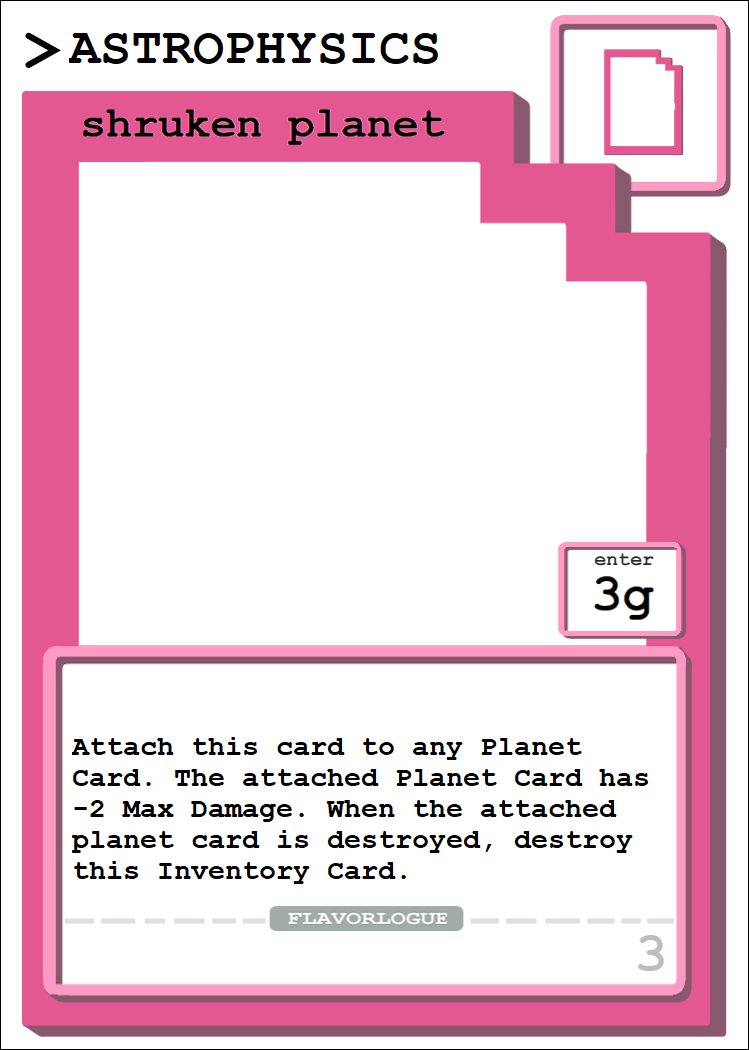 >ASTROPHYSICS
shruken planet
enter
3g
Attach this card to any Planet
Card. The attached Planet Card has
-2 Max Damage. When the attached
planet card is destroyed, destroy
this Inventory Card.
FLAVORLOGUE
3